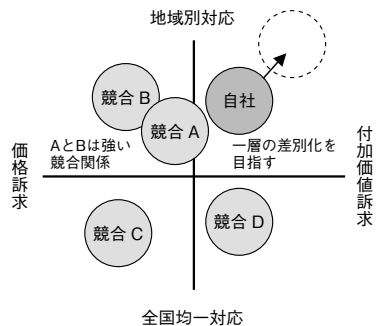 地域別対応
競合 B
自社
競合 A
AとBは強い
競合関係
一層の差別化を
目指す
価格訴求
付加価値訴求
競合 C
競合 D
全国均一対応